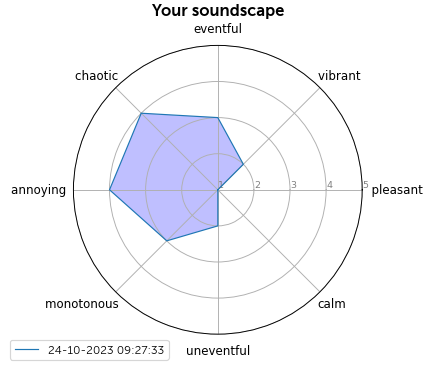 Your soundscape
eventful
chaotic
vibrant
annoying
1
2
3
4
5
pleasant
monotonous
calm
uneventful
24-10-2023 09:27:33